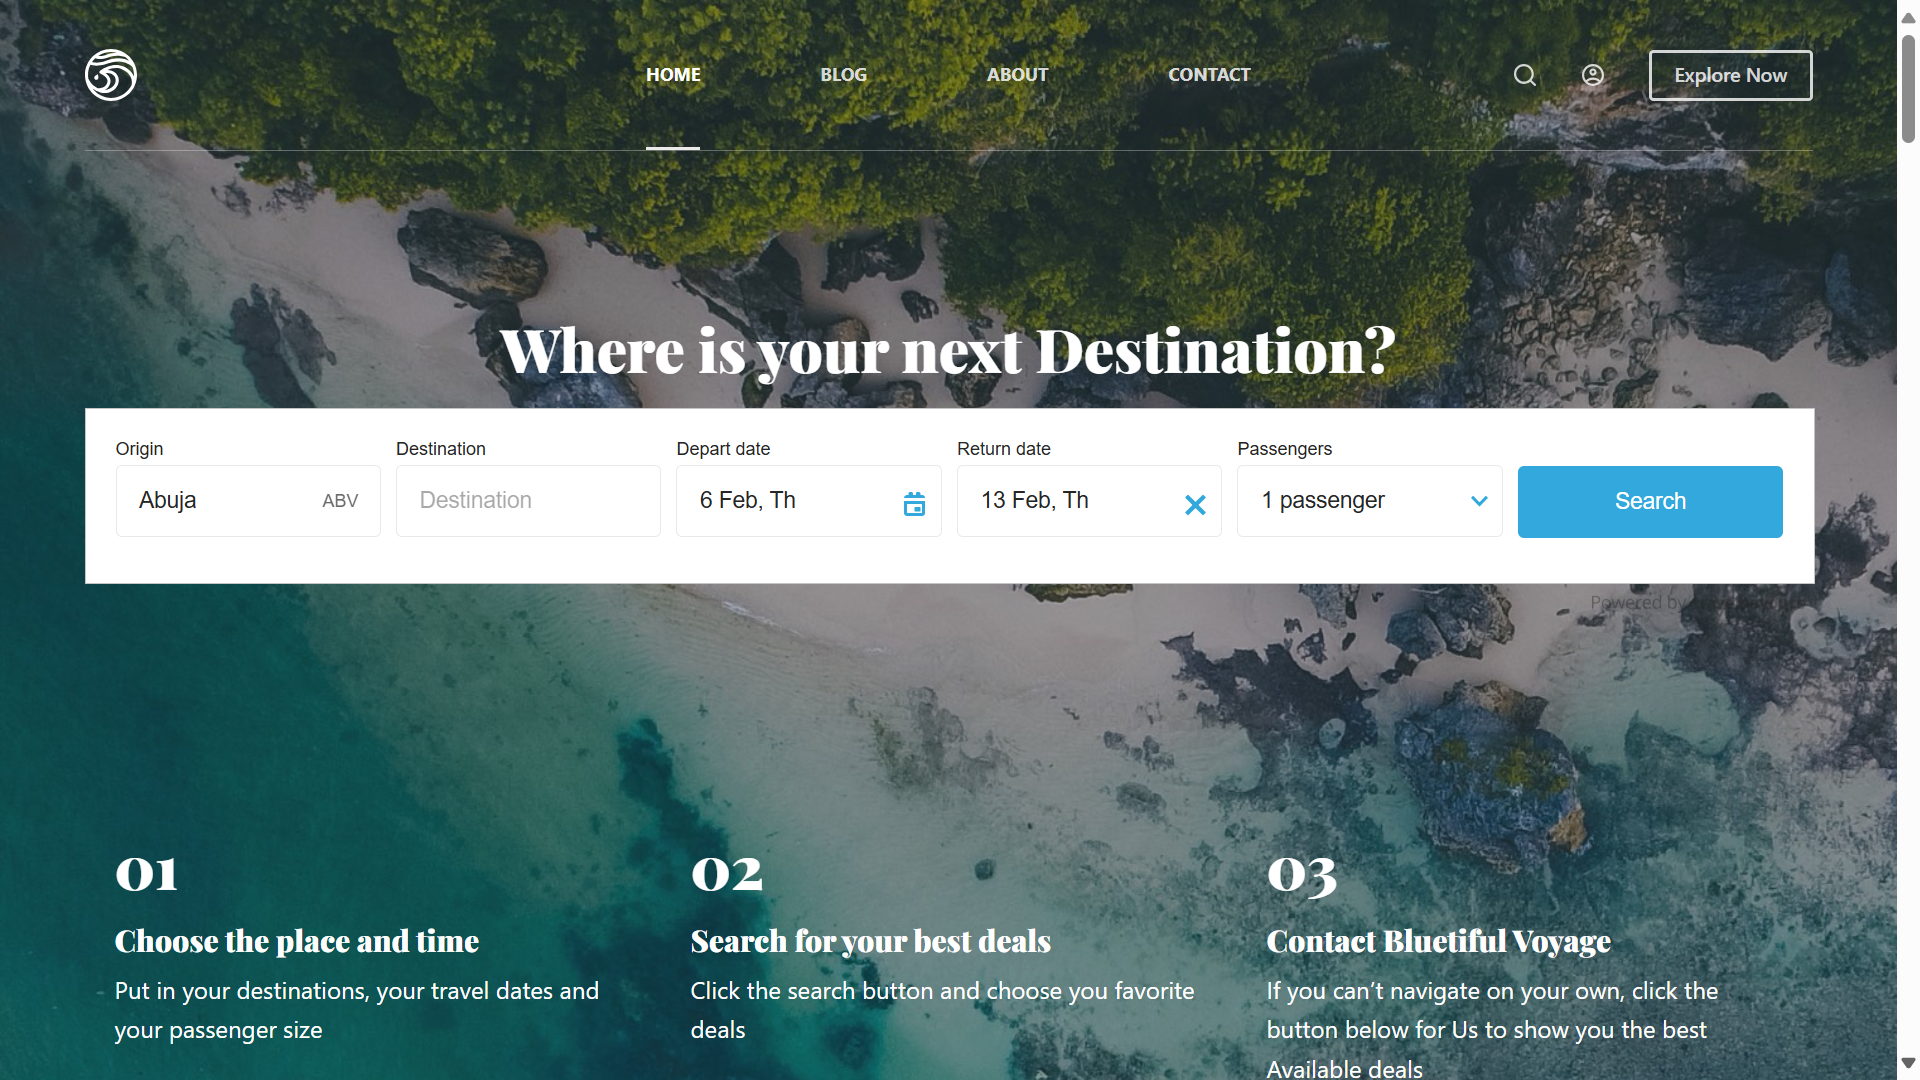 HOME
BLOG
ABOUT
CONTACT
Explore Now
Where is your next Destination?
Origin
Destination
Depart date
Return date
Passengers
Abuja ABV
Destination
6 Feb, Th
13 Feb, Th
1 passenger
Search
Powered by
01
Choose the place and time
Put in your destinations, your travel dates and
your passenger size
02
Search for your best deals
Click the search button and choose you favorite
deals
03
Contact Bluetiful Voyage
If you can’t navigate on your own, click the
button below for Us to show you the best
Available deals